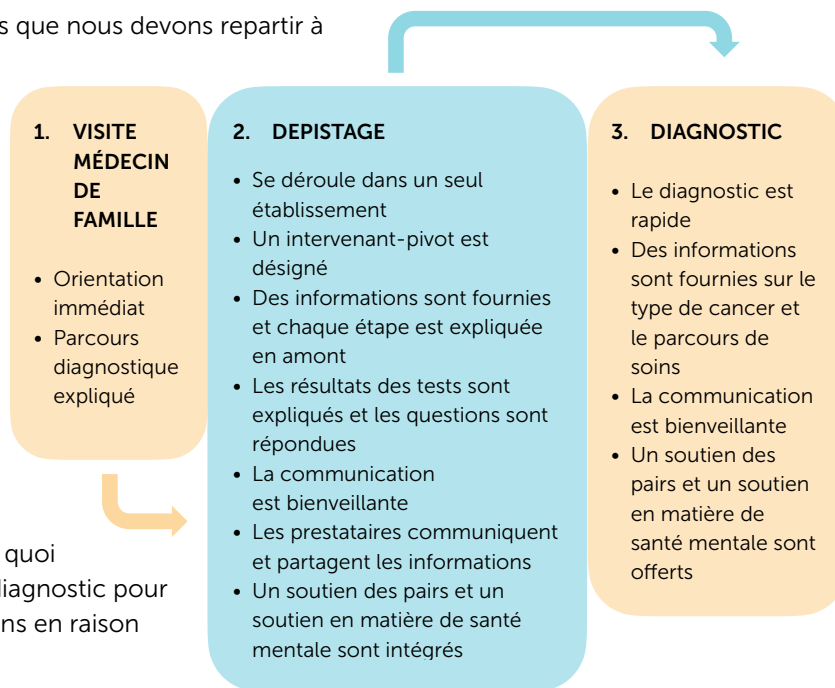 s que nous devons repartir à
1. VISITE
MÉDECIN
DE
FAMILLE
• Orientation
immédiat
• Parcours
diagnostique
expliqué
2. DEPISTAGE
• Se déroule dans un seul
établissement
• Un intervenant-pivot est
désigné
• Des informations sont fournies
et chaque étape est expliquée
en amont
• Les résultats des tests sont
expliqués et les questions sont
répondues
• La communication
est bienveillante
• Les prestataires communiquent
et partagent les informations
• Un soutien des pairs et un
soutien en matière de santé
mentale sont intégrés
3. DIAGNOSTIC
• Le diagnostic est
rapide
• Des informations
sont fournies sur le
type de cancer et
le parcours de
soins
• La communication
est bienveillante
• Un soutien des
pairs et un soutien
en matière de
santé mentale sont
offerts
quoi
diagnostic pour
ns en raison